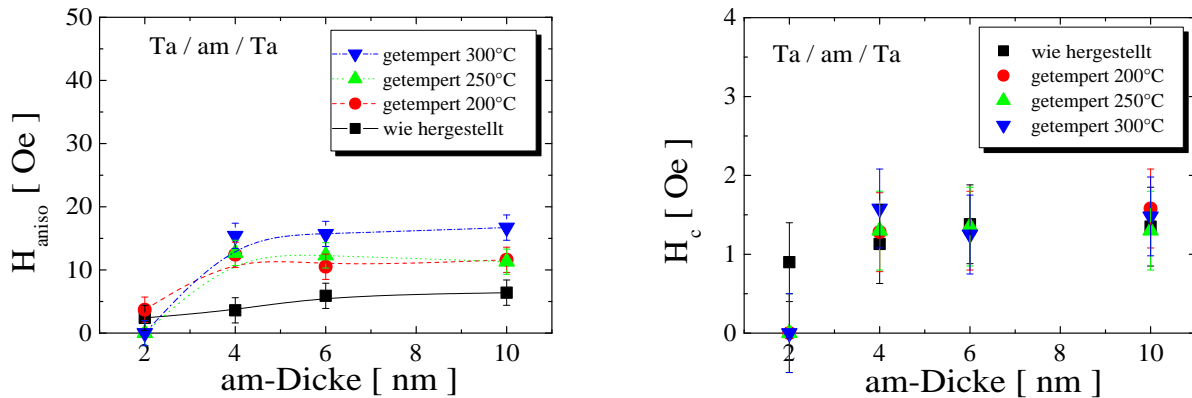 50
40
30
20
10
0
H aniso [ Oe ]
Ta / am / Ta
getempert 300°C
getempert 250°C
getempert 200°C
wie hergestellt
2 4 6 8 10
am-Dicke [ nm ]
4
3
2
1
0
H c [ Oe ]
Ta / am / Ta
wie hergestellt
getempert 200°C
getempert 250°C
getempert 300°C
2 4 6 8 10
am-Dicke [ nm ]